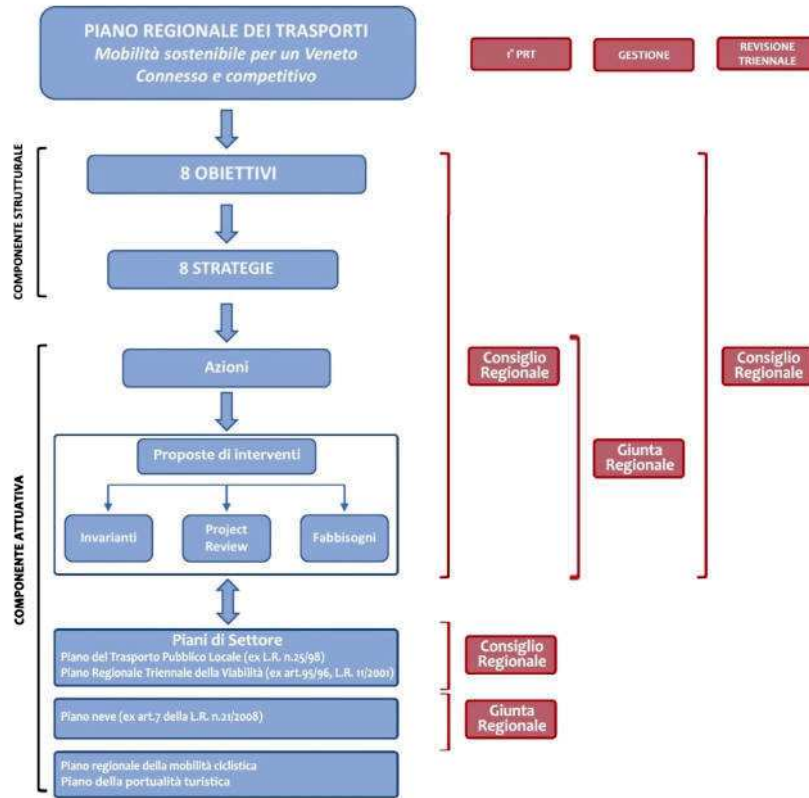 PIANO REGIONALE DEI TRASPORTI
Mobilità sostenibile per un Veneto
Connesso e competitivo
1° PRT
GESTIONE
REVISIONE
TRIENNALE
COMPONENTE STRUTTURALE
8 OBIETTIVI
8 STRATEGIE
COMPONENTE ATTUATIVA
Azioni
Consiglio
Regionale
Consiglio
Regionale
Proposte di interventi
Giunta
Regionale
Invarianti
Project
Review
Fabbisogni
Piani di Settore
Piano del Trasporto Pubblico Locale (ex L.R. n.25/98)
Piano Regionale Triennale della Viabilità (ex art.95/96, L.R. 11/2001)
Consiglio
Regionale
Piano neve (ex art.7 della L.R. n.21/2008)
Giunta
Regionale
Piano regionale della mobilità ciclistica
Piano della portualità turistica